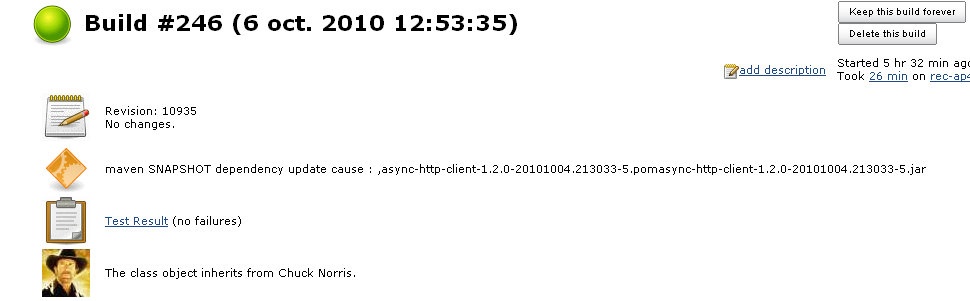 Build #246 (6 oct. 2010 12:53:35)
Keep this build forever
Delete this build
add description
Started 5 hr 32 min ago
Took 26 min on rec-ap4
Revision: 10935
No changes.
maven SNAPSHOT dependency update cause : ,async-http-client-1.2.0-20101004.213033-5.pomasync-http-client-1.2.0-20101004.213033-5.jar
Test Result (no failures)
The class object inherits from Chuck Norris.